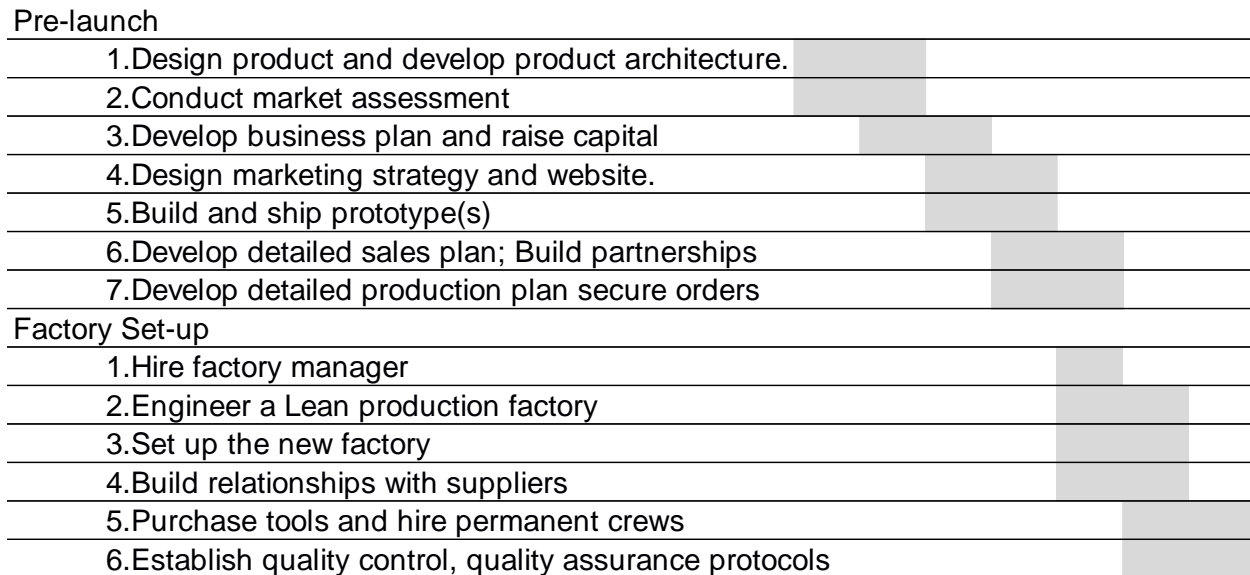 Pre-launch
1.Design product and develop product architecture.
2.Conduct market assessment
3.Develop business plan and raise capital
4.Design marketing strategy and website.
5.Build and ship prototype(s)
6.Develop detailed sales plan; Build partnerships
7.Develop detailed production plan secure orders
Factory Set-up
1.Hire factory manager
2.Engineer a Lean production factory
3.Set up the new factory
4.Build relationships with suppliers
5.Purchase tools and hire permanent crews
6.Establish quality control, quality assurance protocols